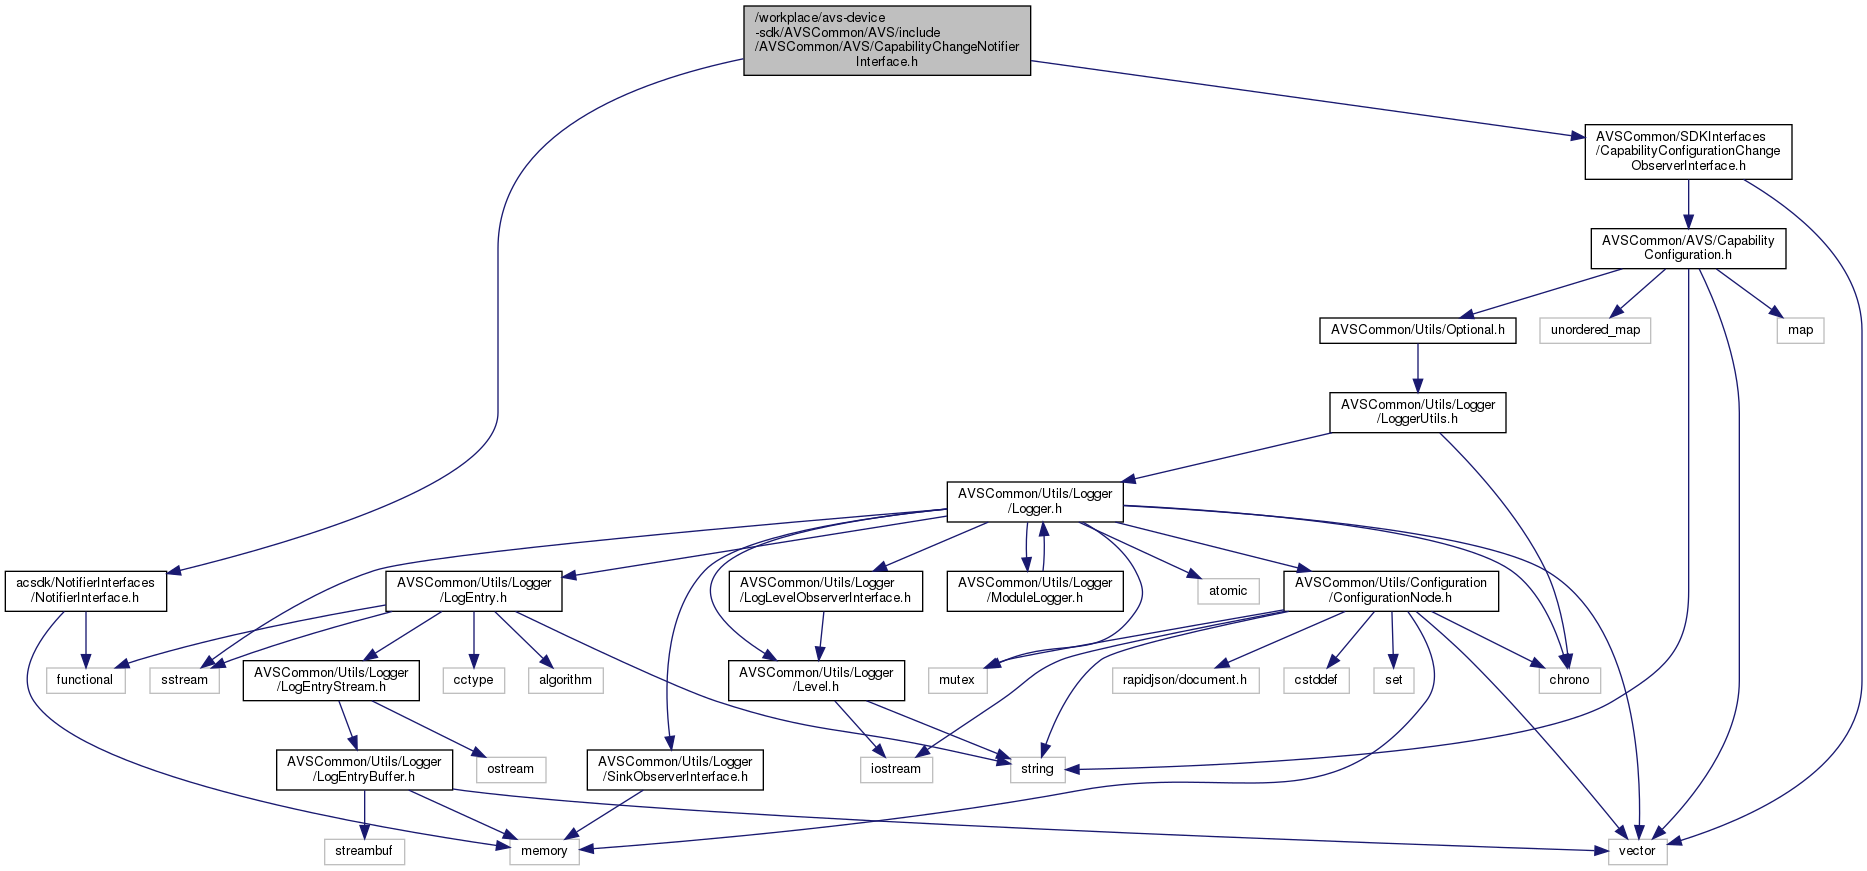 /workplace/avs-device
-sdk/AVSCommon/AVS/include
/AVSCommon/AVS/CapabilityChangeNotifier
Interface.h
AVSCommon/SDKInterfaces
/CapabilityConfigurationChange
ObserverInterface.h
AVSCommon/AVS/Capability
Configuration.h
AVSCommon/Utils/Optional.h
unordered_map
map
AVSCommon/Utils/Logger
/LoggerUtils.h
AVSCommon/Utils/Logger
/Logger.h
acsdk/NotifierInterfaces
/NotifierInterface.h
AVSCommon/Utils/Logger
/LogEntry.h
AVSCommon/Utils/Logger
/LogLevelObserverInterface.h
AVSCommon/Utils/Logger
/ModuleLogger.h
atomic
AVSCommon/Utils/Configuration
/ConfigurationNode.h
functional
sstream
AVSCommon/Utils/Logger
/LogEntryStream.h
cctype
algorithm
AVSCommon/Utils/Logger
/Level.h
mutex
rapidjson/document.h
cstddef
set
chrono
AVSCommon/Utils/Logger
/LogEntryBuffer.h
ostream
AVSCommon/Utils/Logger
/SinkObserverInterface.h
iostream
string
streambuf
memory
vector